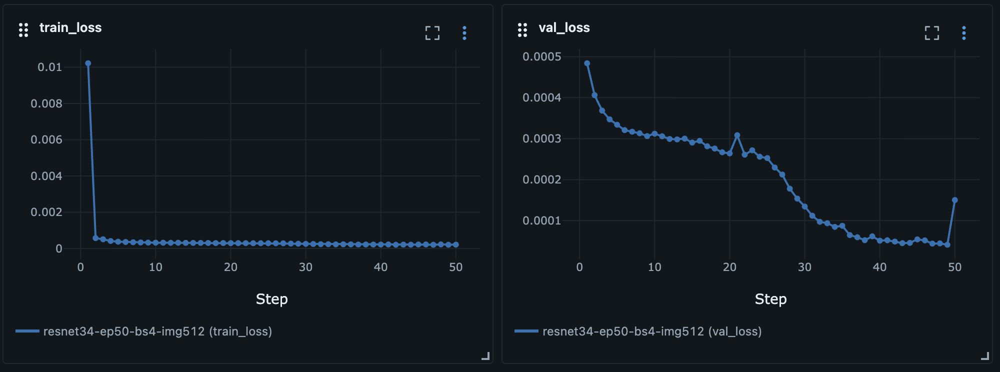 train_loss
0.01
0.008
0.006
0.004
0.002
0
0 10 20 30 40 50
Step
resnet34-ep50-bs4-img512 (train_loss)
val_loss
0.0005
0.0004
0.0003
0.0002
0.0001
0 10 20 30 40 50
Step
resnet34-ep50-bs4-img512 (val_loss)